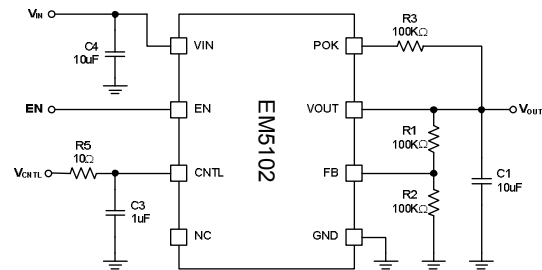 VIN
C4
10uF
VIN
POK
R3
100KΩ
EN
EN
VOUT
VOUT
R1
100KΩ
EM5102
R5
10Ω
VCNTL
CNTL
FB
C3
1uF
R2
100KΩ
C1
10uF
NC
GND